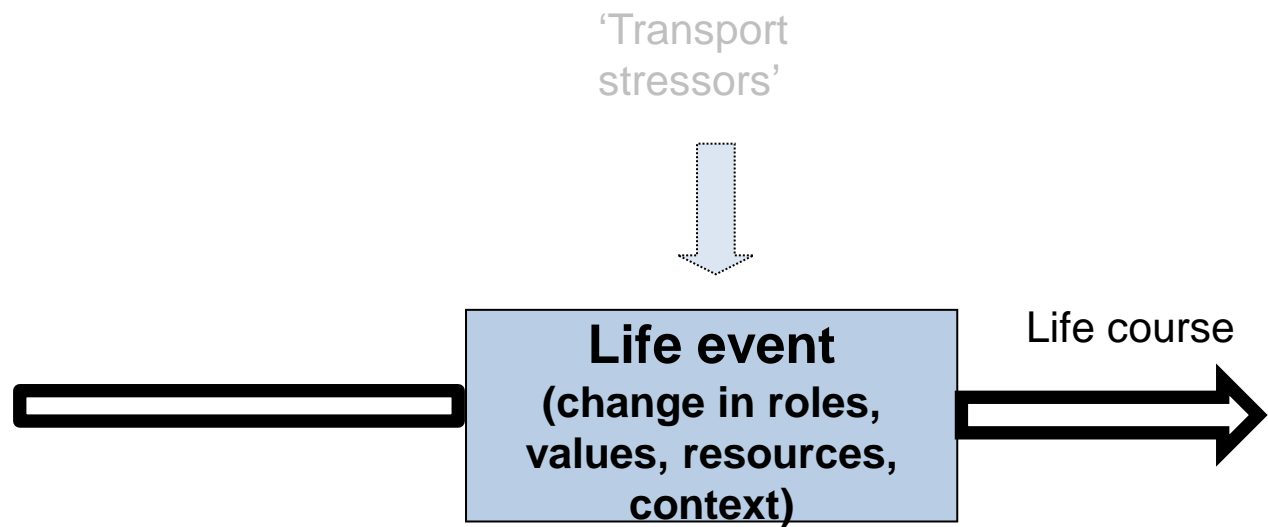 ‘Transport
stressors’
Life event
Life course
(change in roles,
values, resources,
context)